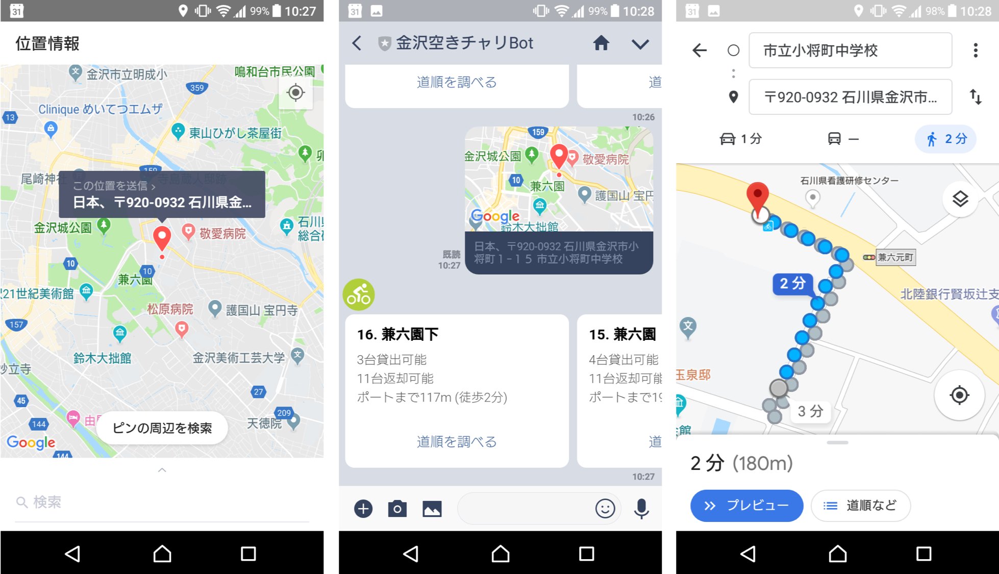 31
99%
10:27
位置情報
金沢市立明成小
鳴和台市民公園
359
Clinique めいてつエムザ
13
東山ひがし茶屋街
159
尾崎神社
寺島蔵人邸跡
この位置を送信 >
日本、〒920-0932 石川県金...
金沢城公園
敬愛病院
石川
総合
10
10
兼六園
21世紀美術館
松原病院
護国山 宝円寺
157
鈴木大拙館
金沢美術工芸大学
妙立寺
27
45
209
144
ピンの周辺を検索
天徳院
Google
144
検索
31
99%
10:28
金沢空きチャリBot
道順を調べる
道
10:26
159
金沢城公園
敬愛病院
10
兼六園
護国山 宝円
Google
鈴木大拙館
日本、〒920-0932 石川県金沢市小
将町１−１５ 市立小将町中学校
既読
10:27
16. 兼六園下
3台貸出可能
11台返却可能
ポートまで117m (徒歩2分)
道順を調べる
15. 兼六園
4台貸出可能
11台返却可能
ポートまで19
道
10:27
31
98%
10:28
市立小将町中学校
〒920-0932 石川県金沢市...
1 分
—
2 分
石川県看護研修センター
兼六元町
2 分
北陸銀行賢坂辻支
文
玉泉邸
3 分
館
2 分 (180m)
プレビュー
道順など